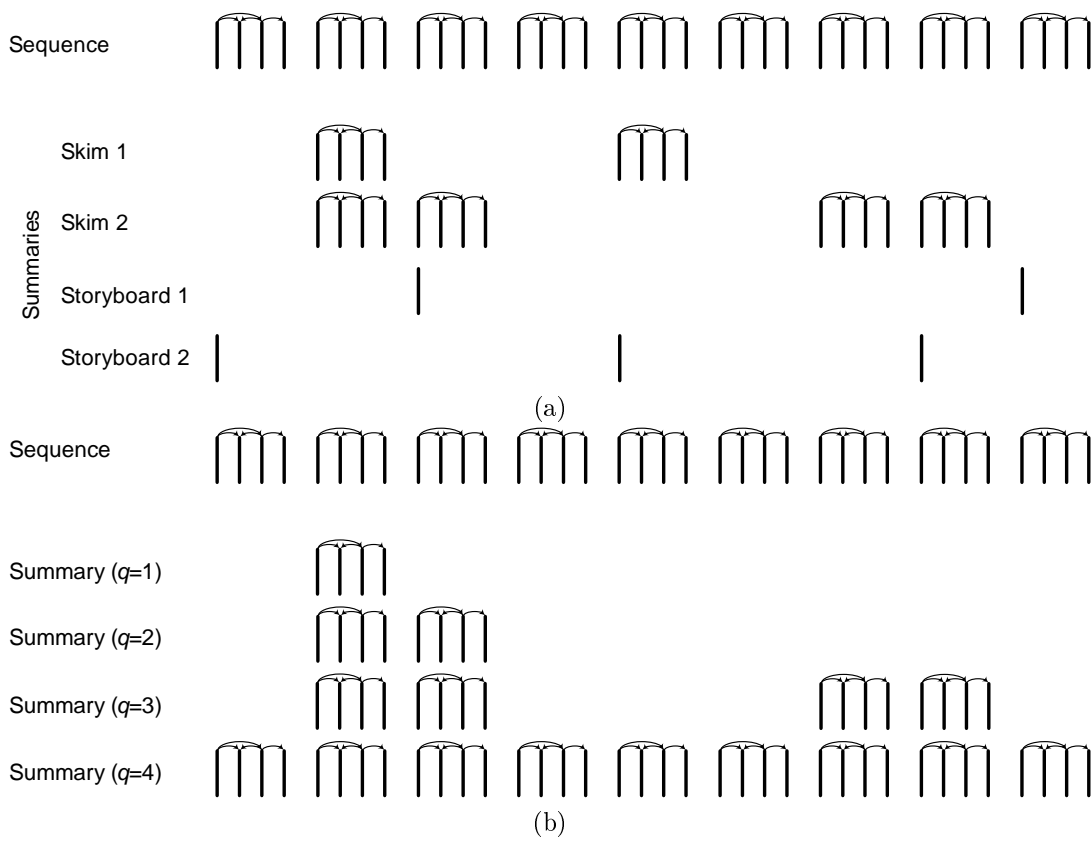 Sequence
Skim 1
Skim 2
Summaries
Storyboard 1
Storyboard 2
(a)
Sequence
Summary (q=1)
Summary (q=2)
Summary (q=3)
Summary (q=4)
(b)